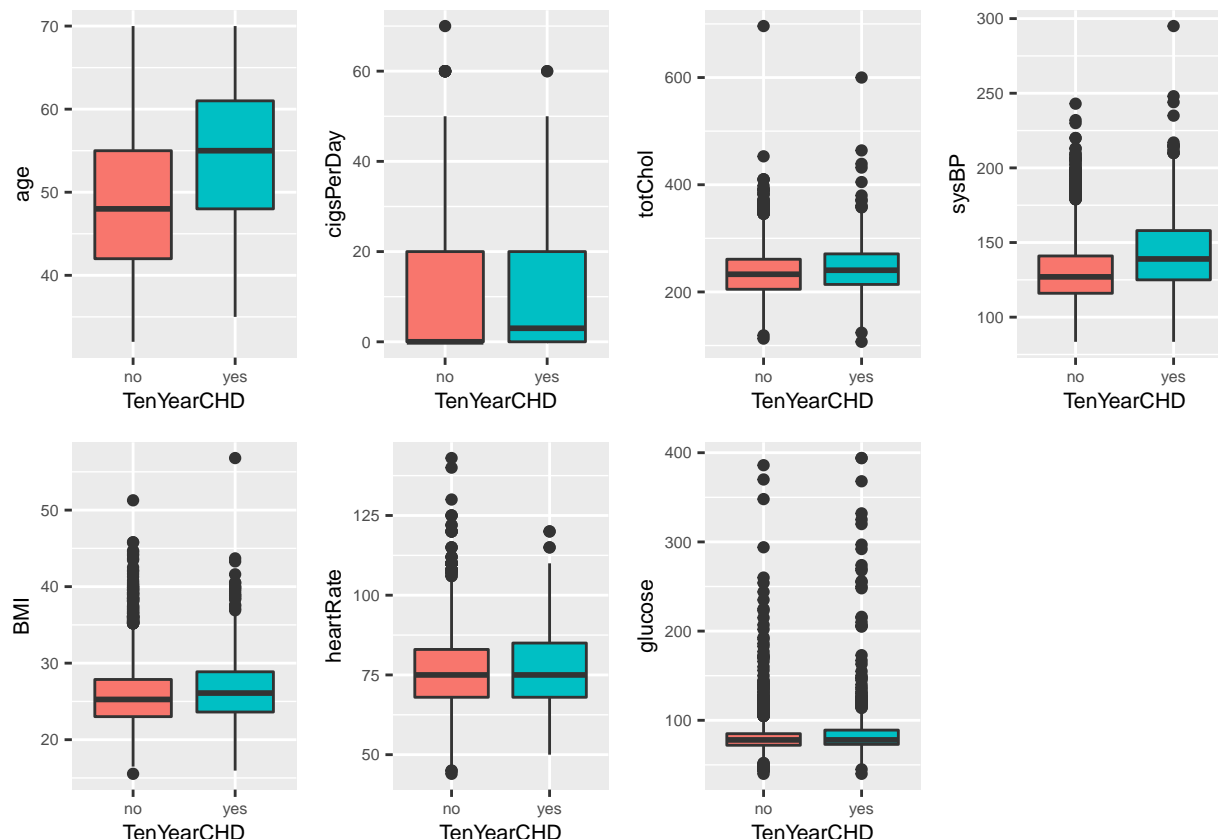 age
70
60
50
40
no
yes
TenYearCHD
cigsPerDay
60
40
20
0
no
yes
TenYearCHD
totChol
600
400
200
no
yes
TenYearCHD
sysBP
300
250
200
150
100
no
yes
TenYearCHD
BMI
50
40
30
20
no
yes
TenYearCHD
heartRate
125
100
75
50
no
yes
TenYearCHD
glucose
400
300
200
100
no
yes
TenYearCHD